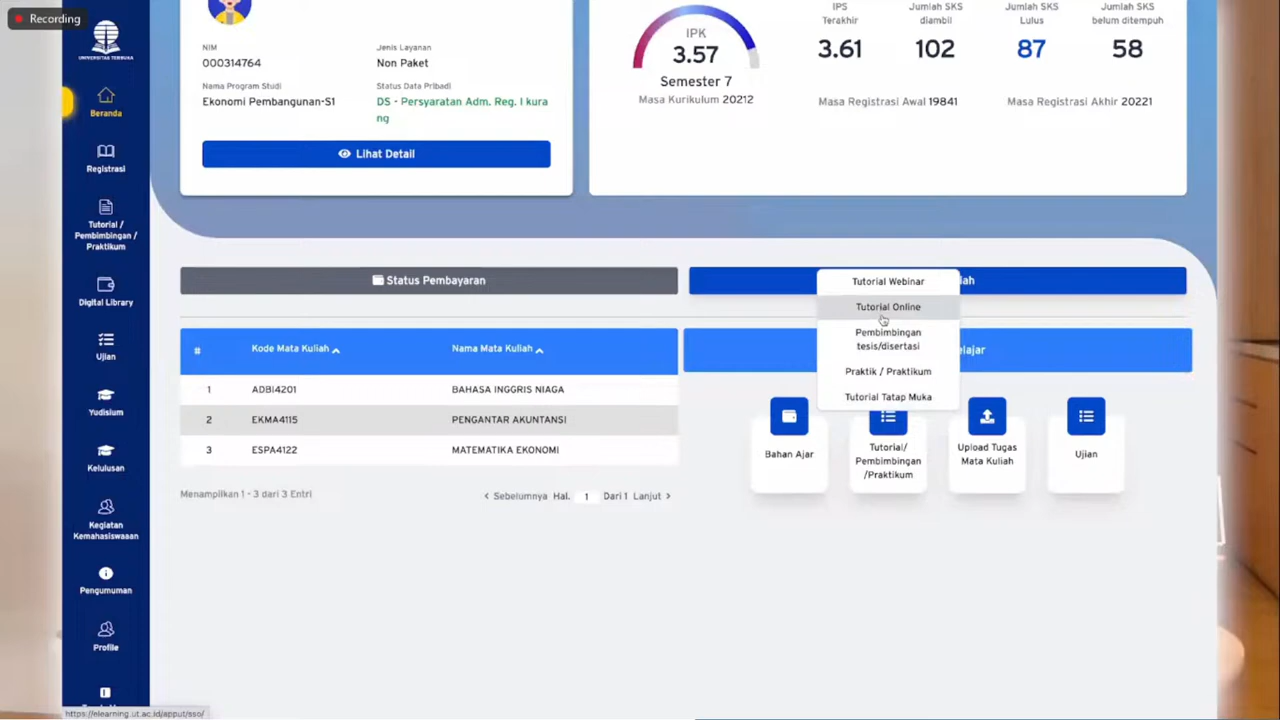 Recording
UNIVERSITAS TERBUKA
Beranda
Registrasi
Tutorial /
Pembimbingan /
Praktikum
Digital Library
Ujian
Yudisium
Kelulusan
Kegiatan
Kemahasiswaaan
Pengumuman
Profile
NIM
000314764
Jenis Layanan
Non Paket
Nama Program Studi
Ekonomi Pembangunan-S1
Status Data Pribadi
DS - Persyaratan Adm. Reg. I kura
ng
Lihat Detail
IPK
3.57
Semester 7
Masa Kurikulum 20212
IPS
Terakhir
3.61
Jumlah SKS
diambil
102
Jumlah SKS
Lulus
87
Jumlah SKS
belum ditempuh
58
Masa Registrasi Awal 19841
Masa Registrasi Akhir 20221
Status Pembayaran
# Kode Mata Kuliah Nama Mata Kuliah
1 ADBI4201 BAHASA INGGRIS NIAGA
2 EKMA4115 PENGANTAR AKUNTANSI
3 ESPA4122 MATEMATIKA EKONOMI
Menampilkan 1 - 3 dari 3 Entri
< Sebelumnya Hal. 1 Dari 1 Lanjut >
Tutorial Webinar
Tutorial Online
Pembimbingan
tesis/disertasi
Praktik / Praktikum
Tutorial Tatap Muka
Bahan Ajar
Tutorial/
Pembimbingan
/Praktikum
Upload Tugas
Mata Kuliah
Ujian
https://elearning.ut.ac.id/apput/sso/